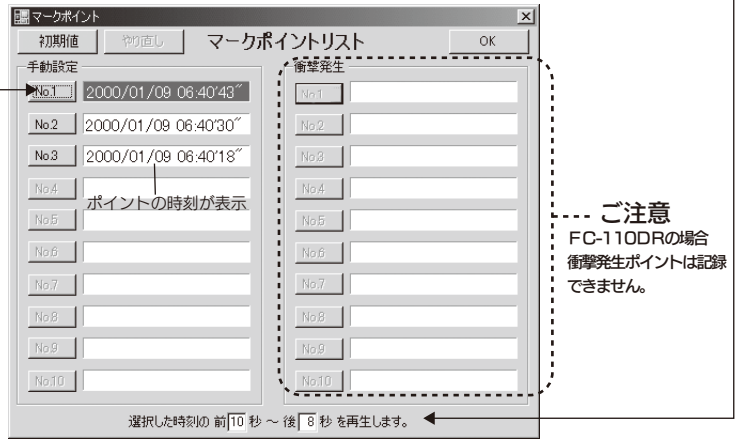 マークポイント
初期値 やり直し マークポイントリスト OK
手動設定
No.1 2000/01/09 06:40'43"
No.2 2000/01/09 06:40'30"
No.3 2000/01/09 06:40'18"
No.4
ポイントの時刻が表示
No.5
No.6
No.7
No.8
No.9
No.10
衝撃発生
No.1
No.2
No.3
No.4
No.5
No.6
No.7
No.8
No.9
No.10
ご注意
FC-110DRの場合
衝撃発生ポイントは記録
できません。
選択した時刻の 前 10 秒 ~ 後 8 秒 を再生します。